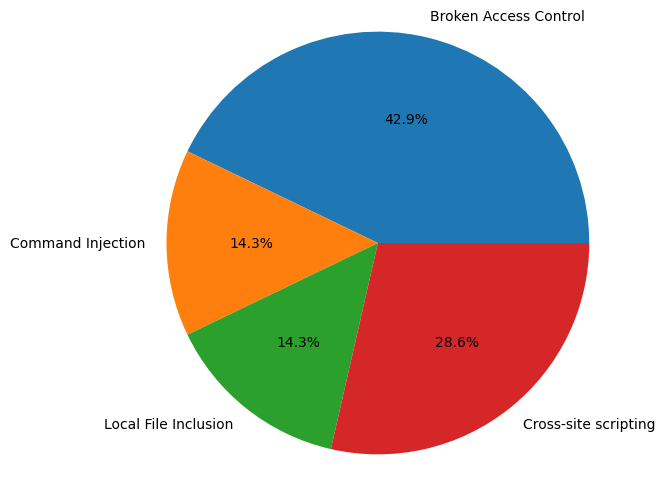 Broken Access Control
42.9%
Command Injection
14.3%
14.3%
28.6%
Local File Inclusion
Cross-site scripting